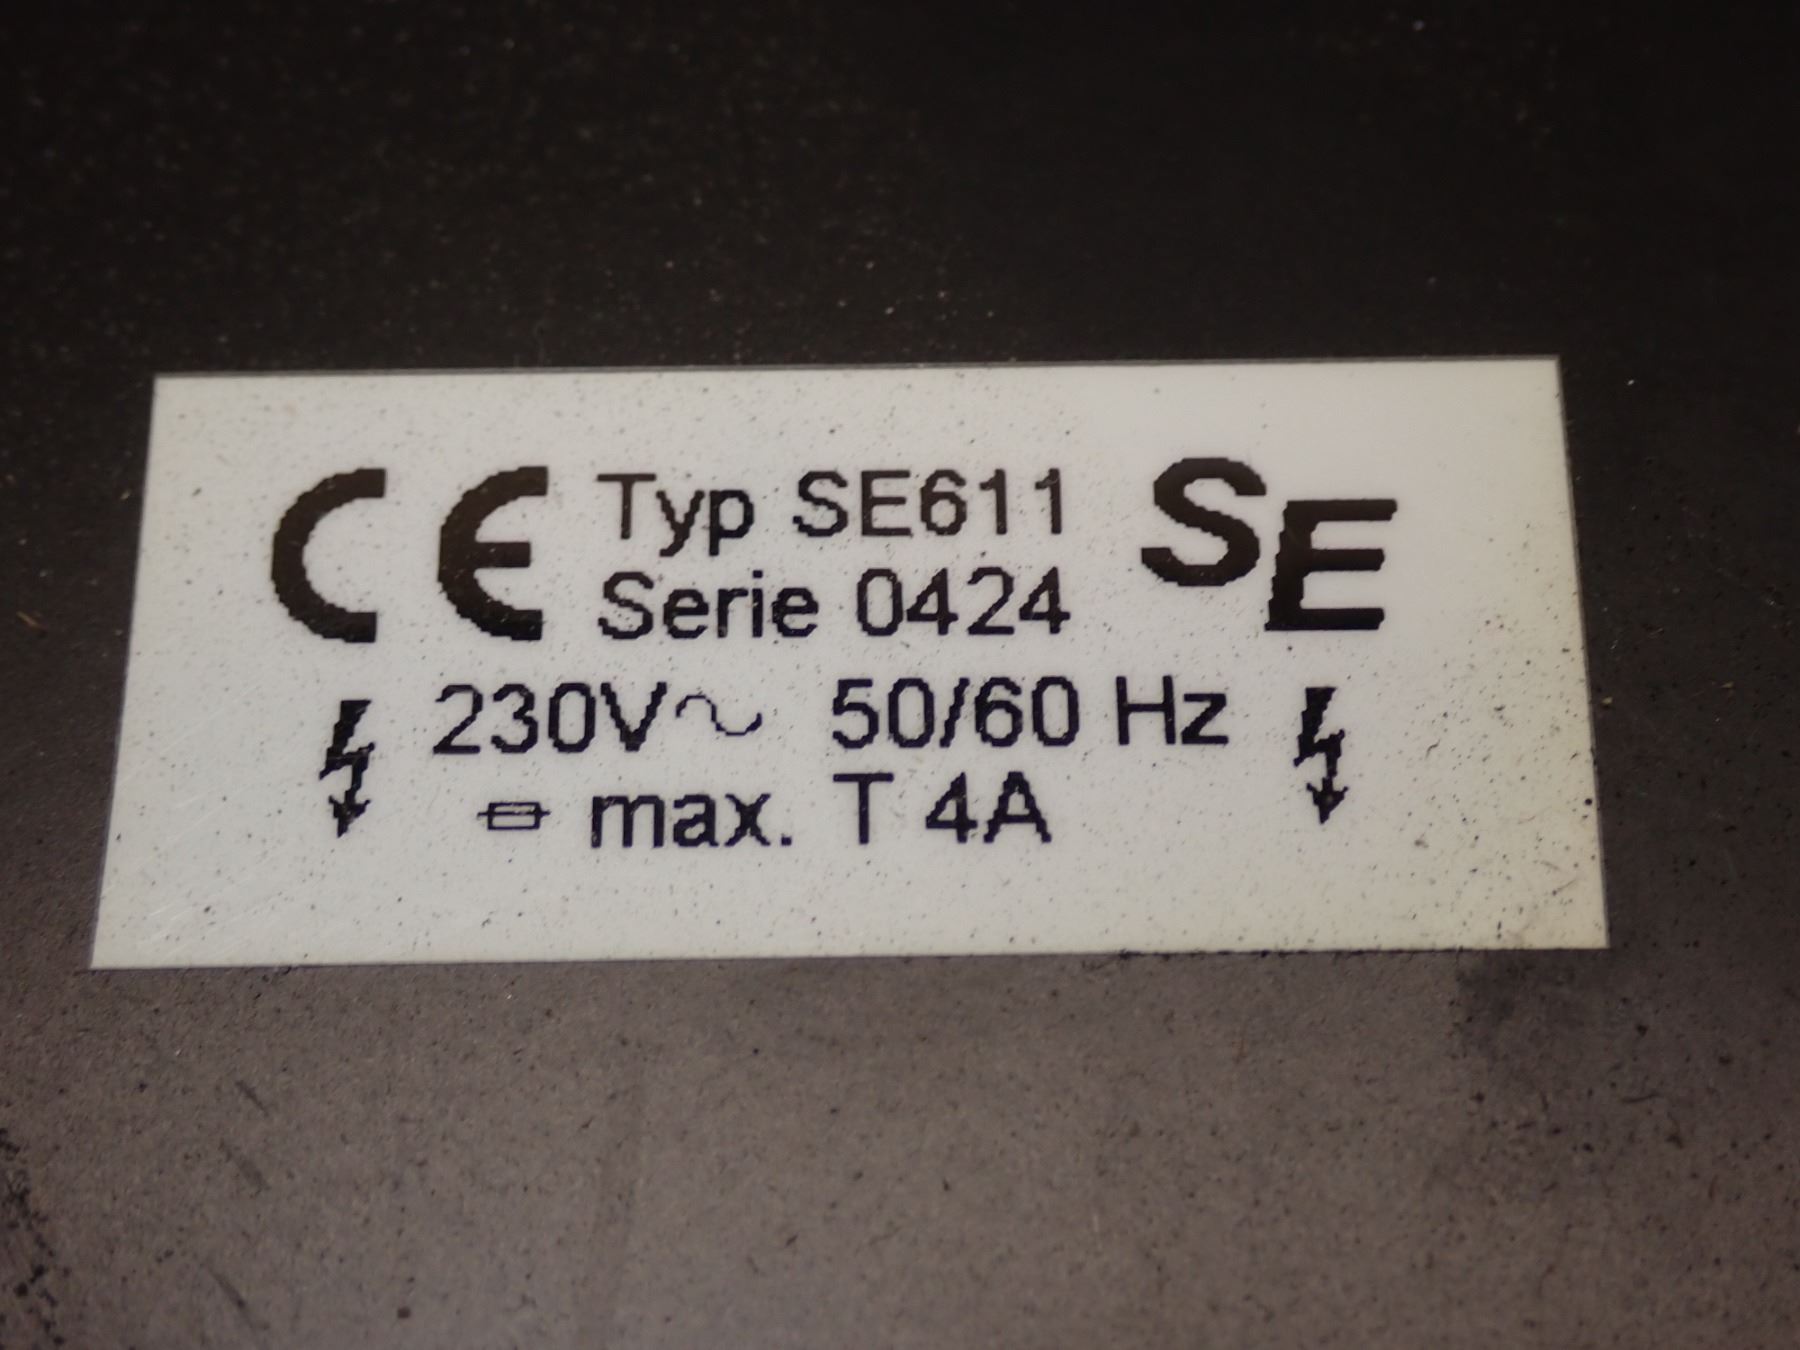 CE Typ SE611 SE
Serie 0424
230V~ 50/60 Hz
max. T 4A